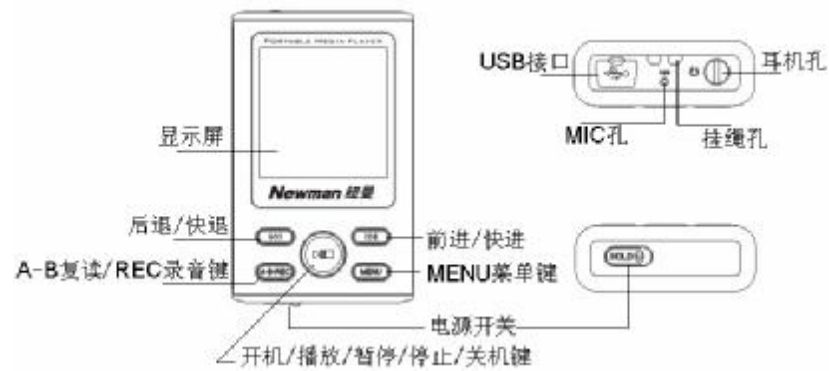 PORTABLE MEDIA PLAYER
USB接口
耳机孔
MIC孔
挂绳孔
显示屏
Newman 纽曼
后退/快退
前进/快进
A-B复读/REC录音键
A-B/REC
MENU
MENU菜单键
HOLD
电源开关
开机/播放/暂停/停止/关机键